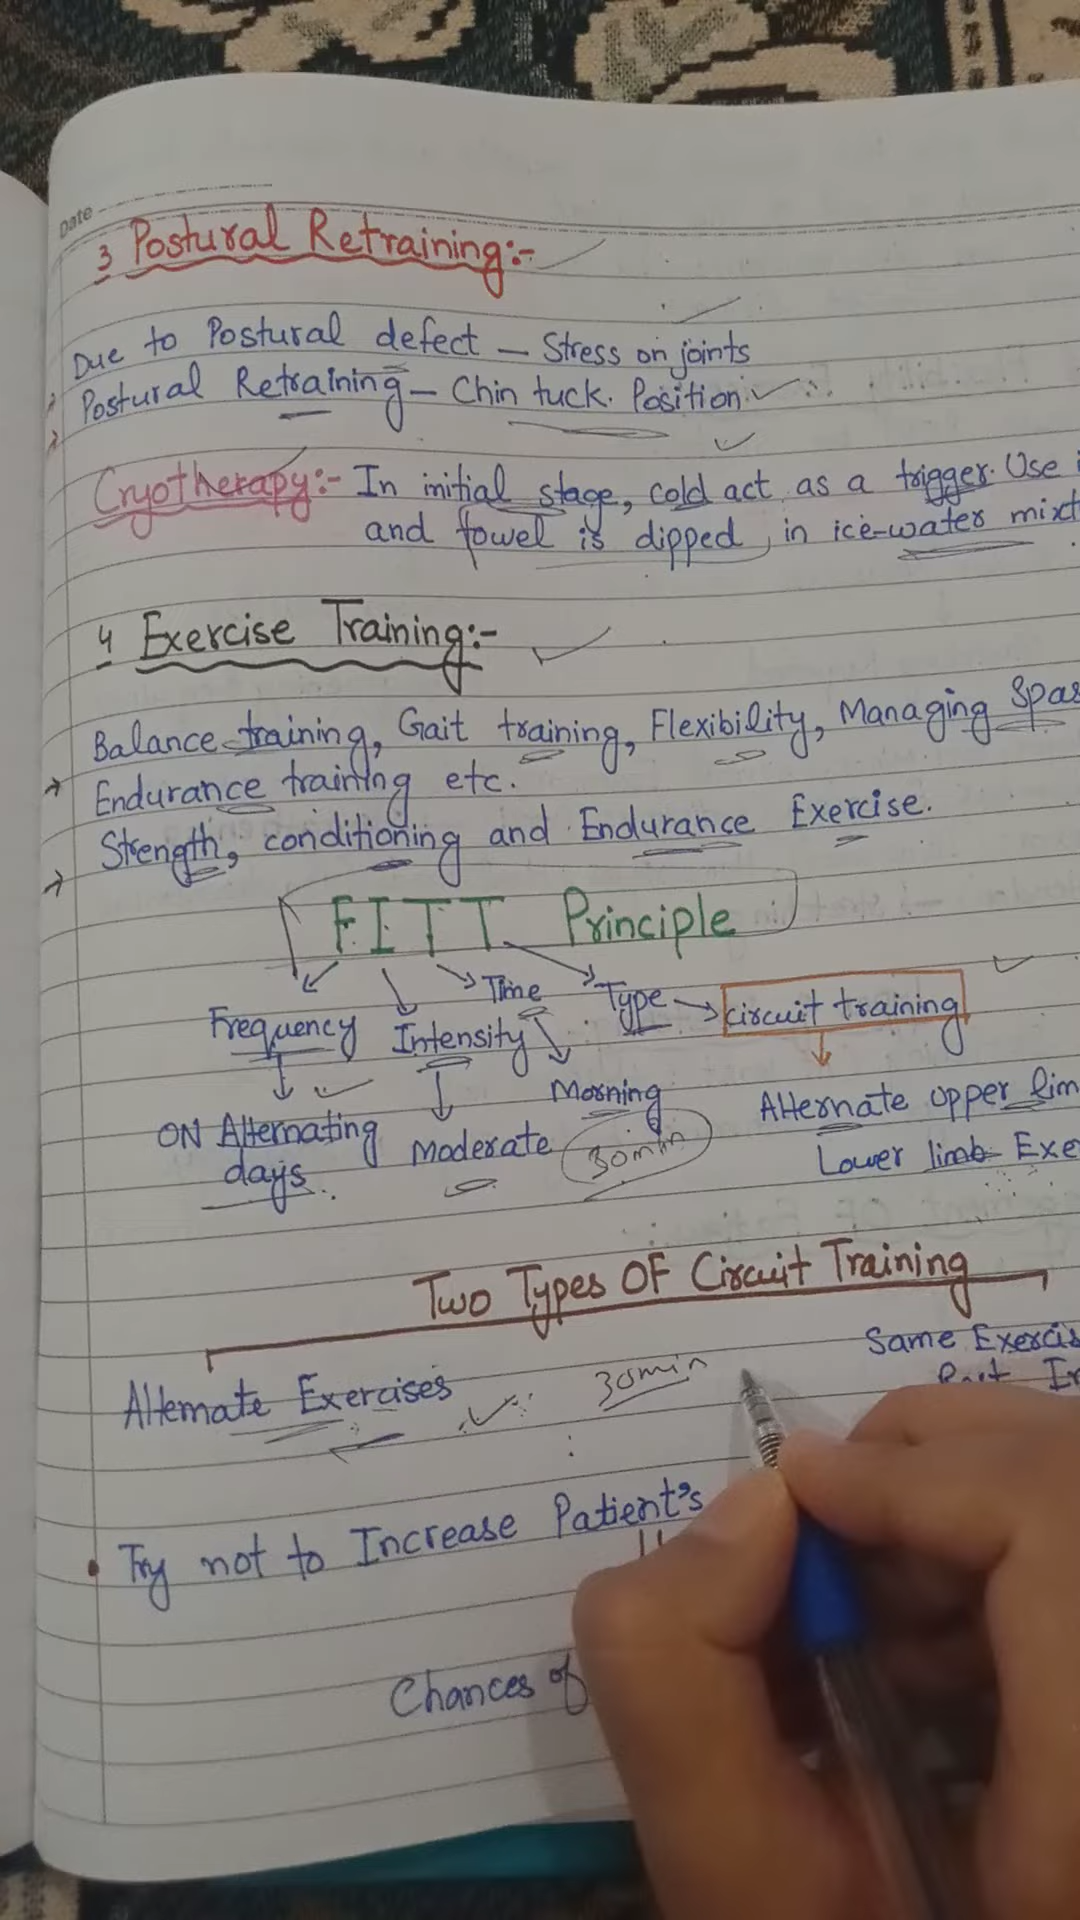 Date
3 Postural Retraining:-
Due to Postural defect – Stress on joints
Postural Retraining – Chin tuck. Position
Cryotherapy:- In initial stage, cold act as a trigger. Use
and towel is dipped, in ice-water
4 Exercise Training:-
Balance training, Gait training, Flexibility, Managing
Endurance training etc.
Strength, conditioning and Endurance Exercise.
FITT Principle
Frequency Intensity Time Type → circuit training
ON Alternating days Moderate Morning 30min Alternate upper
Lower limb
Two Types OF Circuit Training
Alternate Exercises 30min Same
• Try not to Increase Patient's
Chances of